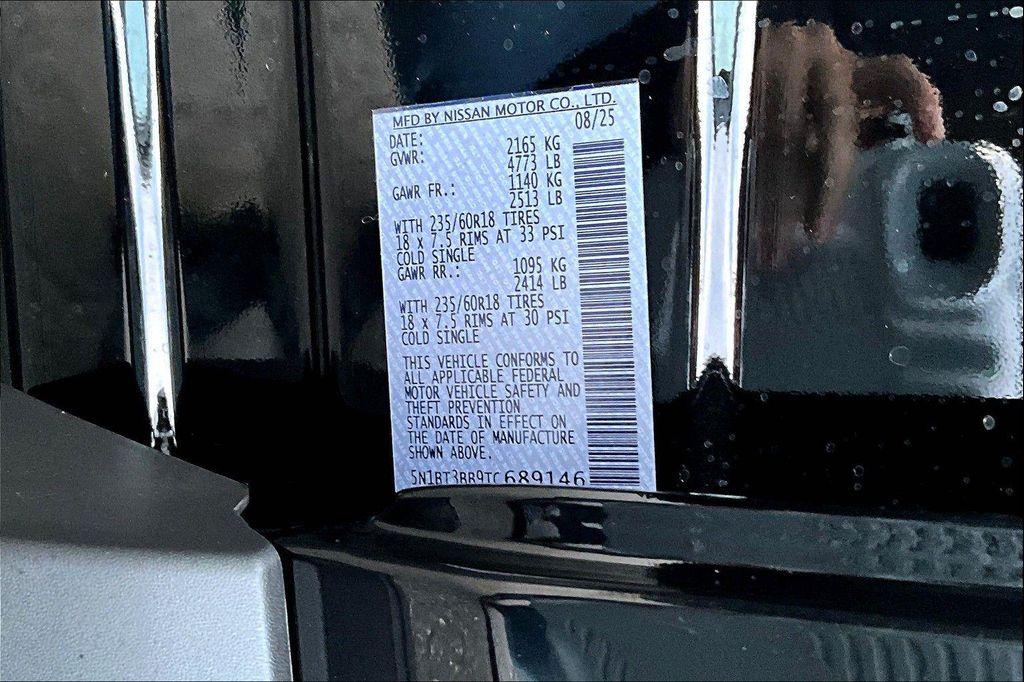 MFD BY NISSAN MOTOR CO., LTD.
DATE: 08/25
GVWR: 2165 KG
4773 LB
GAWR FR.: 1140 KG
2513 LB
WITH 235/60R18 TIRES
18 x 7.5 RIMS AT 33 PSI
COLD SINGLE
GAWR RR.: 1095 KG
2414 LB
WITH 235/60R18 TIRES
18 x 7.5 RIMS AT 30 PSI
COLD SINGLE
THIS VEHICLE CONFORMS TO
ALL APPLICABLE FEDERAL
MOTOR VEHICLE SAFETY AND
THEFT PREVENTION
STANDARDS IN EFFECT ON
THE DATE OF MANUFACTURE
SHOWN ABOVE.
5N1BT3BB9TC689146